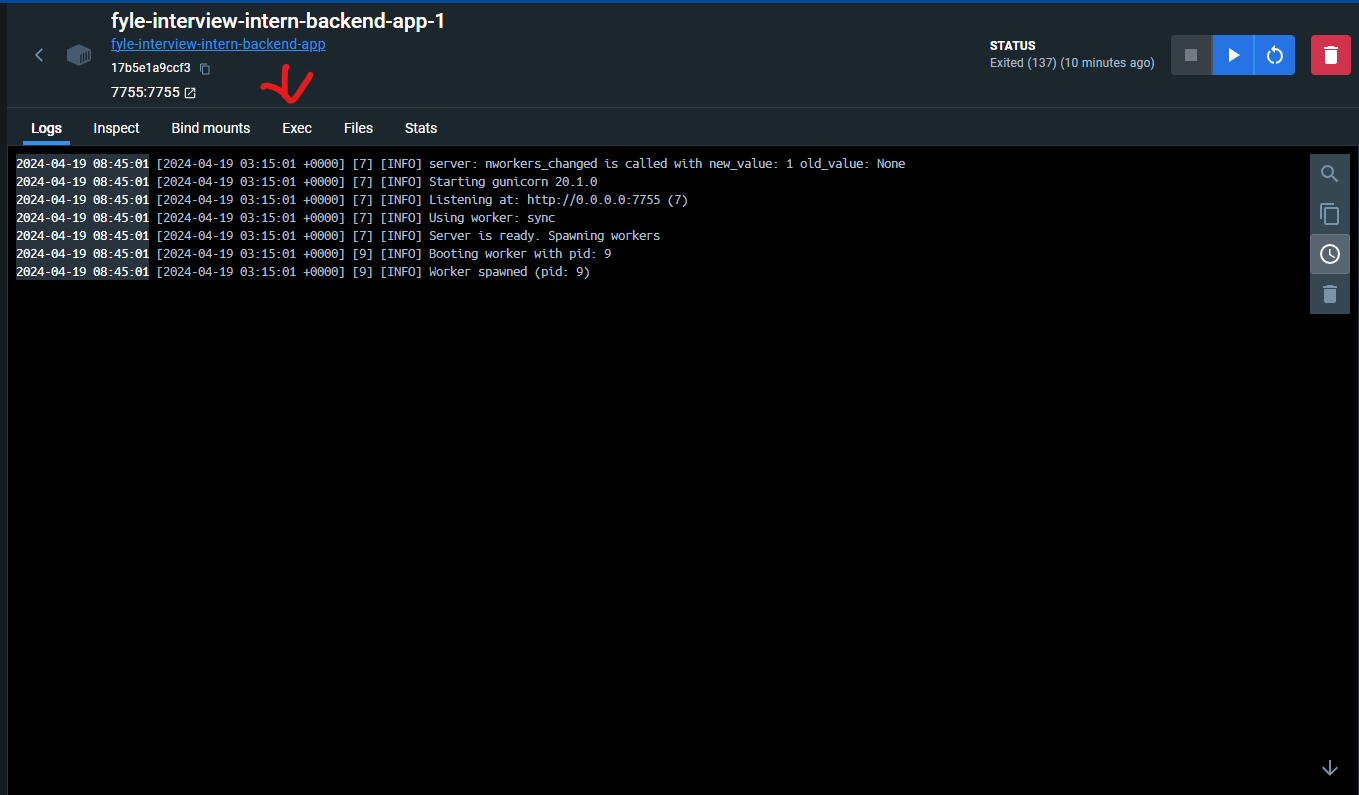 fyle-interview-intern-backend-app-1
fyle-interview-intern-backend-app
17b5e1a9ccf3
7755:7755
STATUS
Exited (137) (10 minutes ago)
Logs Inspect Bind mounts Exec Files Stats
2024-04-19 08:45:01 [2024-04-19 03:15:01 +0000] [7] [INFO] server: nworkers_changed is called with new_value: 1 old_value: None
2024-04-19 08:45:01 [2024-04-19 03:15:01 +0000] [7] [INFO] Starting gunicorn 20.1.0
2024-04-19 08:45:01 [2024-04-19 03:15:01 +0000] [7] [INFO] Listening at: http://0.0.0.0:7755 (7)
2024-04-19 08:45:01 [2024-04-19 03:15:01 +0000] [7] [INFO] Using worker: sync
2024-04-19 08:45:01 [2024-04-19 03:15:01 +0000] [7] [INFO] Server is ready. Spawning workers
2024-04-19 08:45:01 [2024-04-19 03:15:01 +0000] [9] [INFO] Booting worker with pid: 9
2024-04-19 08:45:01 [2024-04-19 03:15:01 +0000] [9] [INFO] Worker spawned (pid: 9)